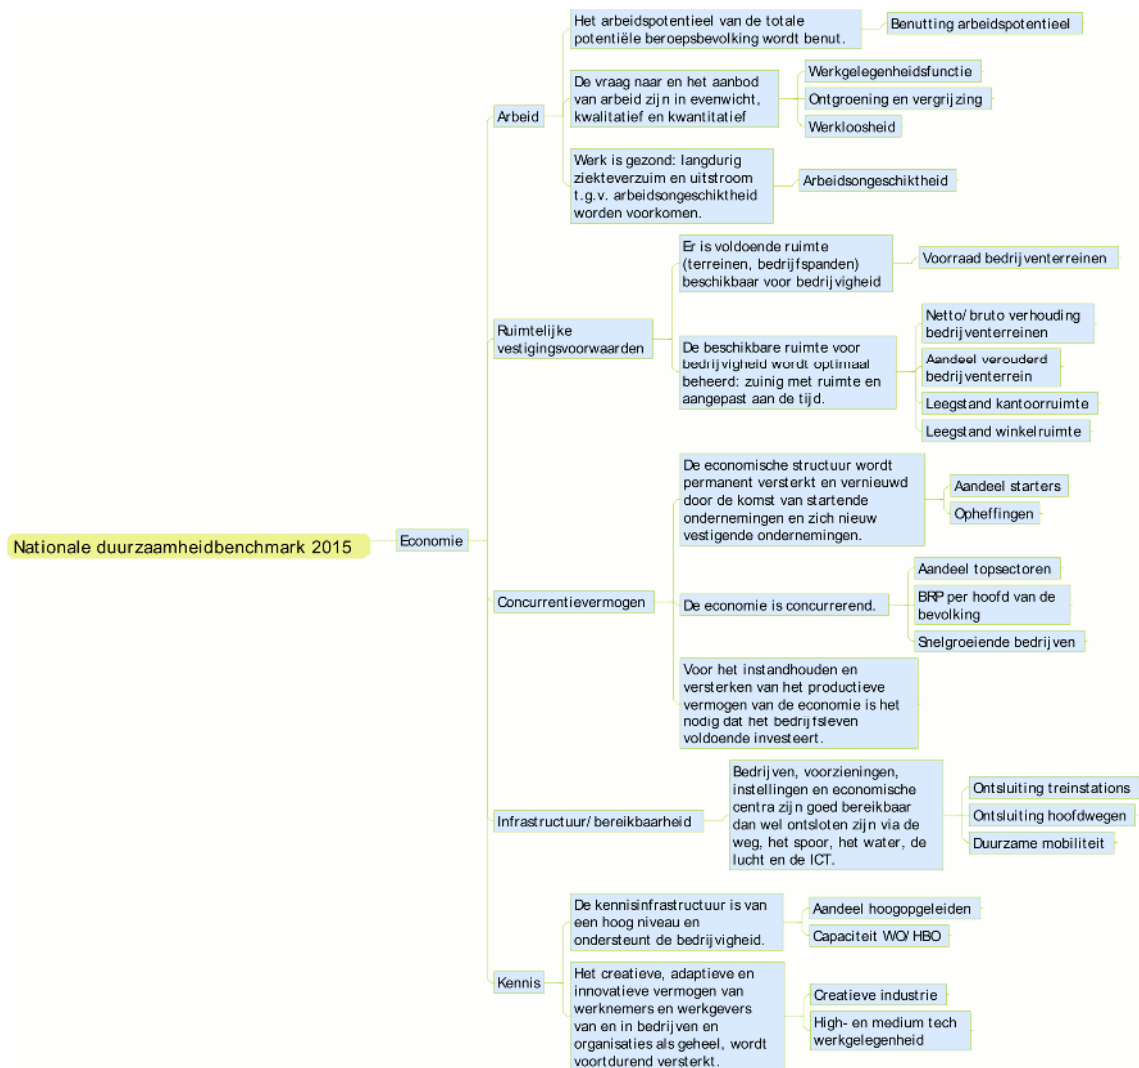 Nationale duurzaamheidbenchmark 2015
Economie
Arbeid
Het arbeidspotentieel van de totale
potentiële beroepsbevolking wordt benut.
Benutting arbeidspotentieel
De vraag naar en het aanbod
van arbeid zijn in evenwicht,
kwalitatief en kwantitatief
Werkgelegenheidsfunctie
Ontgroening en vergrijzing
Werkloosheid
Werk is gezond: langdurig
ziekteverzuim en uitstroom
t.g.v. arbeidsongeschiktheid
worden voorkomen.
Arbeidsongeschiktheid
Ruimtelijke
vestigingsvoorwaarden
Er is voldoende ruimte
(terreinen, bedrijfspanden)
beschikbaar voor bedrijvigheid
Voorraad bedrijventerreinen
De beschikbare ruimte voor
bedrijvigheid wordt optimaal
beheerd: zuinig met ruimte en
aangepast aan de tijd.
Netto/ bruto verhouding
bedrijventerreinen
Aandeel verouderd
bedrijventerrein
Leegstand kantoorruimte
Leegstand winkelruimte
Concurrentievermogen
De economische structuur wordt
permanent versterkt en vernieuwd
door de komst van startende
ondernemingen en zich nieuw
vestigende ondernemingen.
Aandeel starters
Opheffingen
De economie is concurrerend.
Aandeel topsectoren
BRP per hoofd van de
bevolking
Snelgroeiende bedrijven
Voor het instandhouden en
versterken van het productieve
vermogen van de economie is het
nodig dat het bedrijfsleven
voldoende investeert.
Infrastructuur/ bereikbaarheid
Bedrijven, voorzieningen,
instellingen en economische
centra zijn goed bereikbaar
dan wel ontsloten zijn via de
weg, het spoor, het water, de
lucht en de ICT.
Ontsluiting treinstations
Ontsluiting hoofdwegen
Duurzame mobiliteit
Kennis
De kennisinfrastructuur is van
een hoog niveau en
ondersteunt de bedrijvigheid.
Aandeel hoogopgeleiden
Capaciteit WO/ HBO
Het creatieve, adaptieve en
innovatieve vermogen van
werknemers en werkgevers
van en in bedrijven en
organisaties als geheel, wordt
voortdurend versterkt.
Creatieve industrie
High- en medium tech
werkgelegenheid